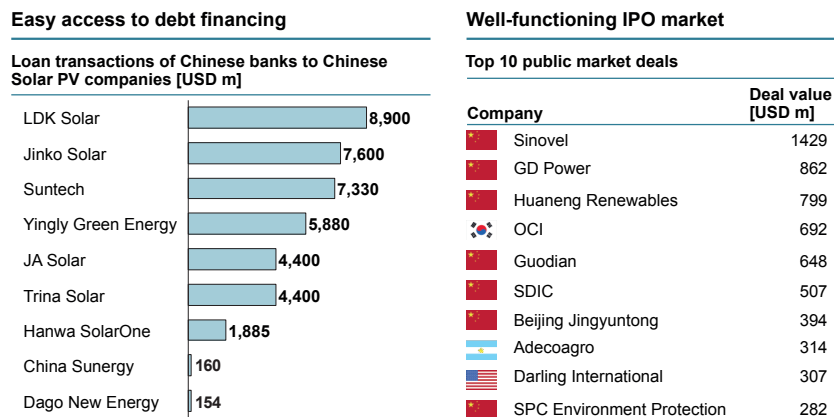 Easy access to debt financing
Loan transactions of Chinese banks to Chinese
Solar PV companies [USD m]
LDK Solar 8,900
Jinko Solar 7,600
Suntech 7,330
Yingly Green Energy 5,880
JA Solar 4,400
Trina Solar 4,400
Hanwa SolarOne 1,885
China Sunergy 160
Dago New Energy 154
Well-functioning IPO market
Top 10 public market deals
Deal value
Company [USD m]
Sinovel 1429
GD Power 862
Huaneng Renewables 799
OCI 692
Guodian 648
SDIC 507
Beijing Jingyuntong 394
Adecoagro 314
Darling International 307
SPC Environment Protection 282